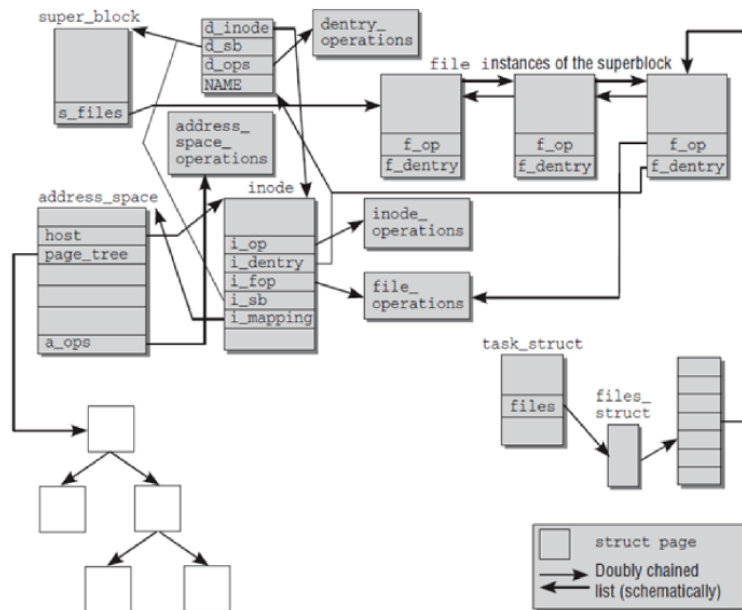 super_block
s_files
d_inode
d_sb
d_ops
NAME
dentry_
operations
file instances of the superblock
f_op
f_dentry
f_op
f_dentry
f_op
f_dentry
address_
space_
operations
address_space
host
page_tree
a_ops
inode
i_op
i_dentry
i_fop
i_sb
i_mapping
inode_
operations
file_
operations
task_struct
files
files_
struct
struct page
Doubly chained
list (schematically)